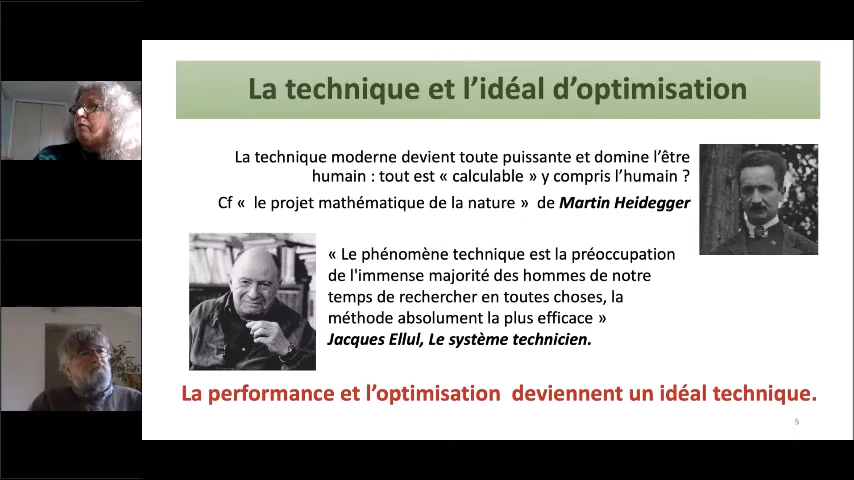 La technique et l’idéal d’optimisation
La technique moderne devient toute puissante et domine l’être
humain : tout est « calculable » y compris l’humain ?
Cf « le projet mathématique de la nature » de Martin Heidegger
« Le phénomène technique est la préoccupation
de l'immense majorité des hommes de notre
temps de rechercher en toutes choses, la
méthode absolument la plus efficace »
Jacques Ellul, Le système technicien.
La performance et l’optimisation deviennent un idéal technique.
5